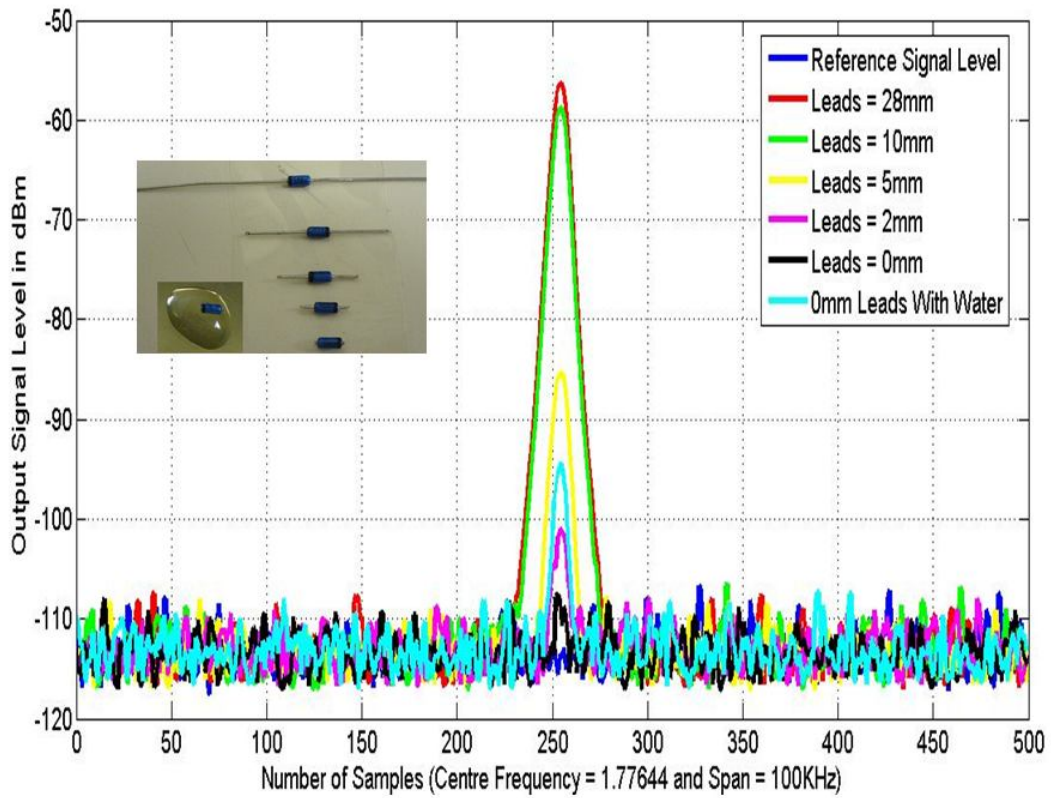 -50
-60
-70
-80
-90
-100
-110
-120
Output Signal Level in dBm
Reference Signal Level
Leads = 28mm
Leads = 10mm
Leads = 5mm
Leads = 2mm
Leads = 0mm
0mm Leads With Water
0 50 100 150 200 250 300 350 400 450 500
Number of Samples (Centre Frequency = 1.77644 and Span = 100KHz)